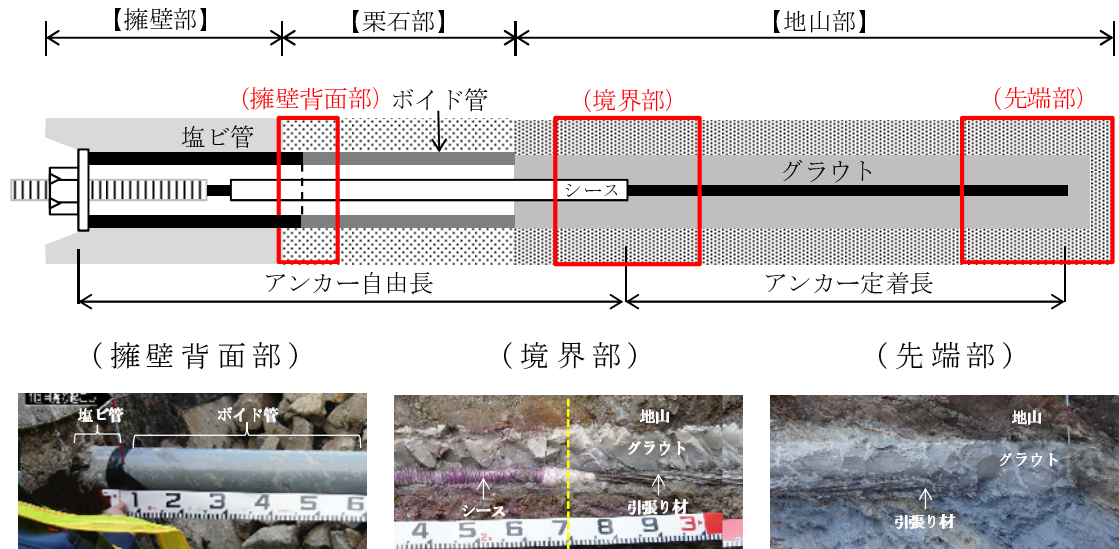 【擁壁部】 【栗石部】 【地山部】
(擁壁背面部) ボイド管 (境界部) (先端部)
塩ビ管
グラウト
シース
アンカー自由長 アンカー定着長
(擁壁背面部) (境界部) (先端部)
塩ビ管 ボイド管
1 2 3 4 5 6
地山
グラウト
シース
引張り材
4 5 6 7 8 9 3
地山
グラウト
引張り材